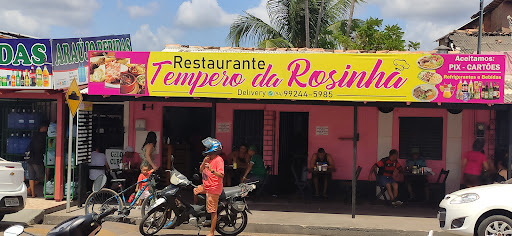 DAS
ARAÚJO BEBIDAS
Restaurante
Tempero da Rosinha
Delivery
99244-5985
Aceitamos:
PIX - CARTÕES
Refrigerantes e Bebidas